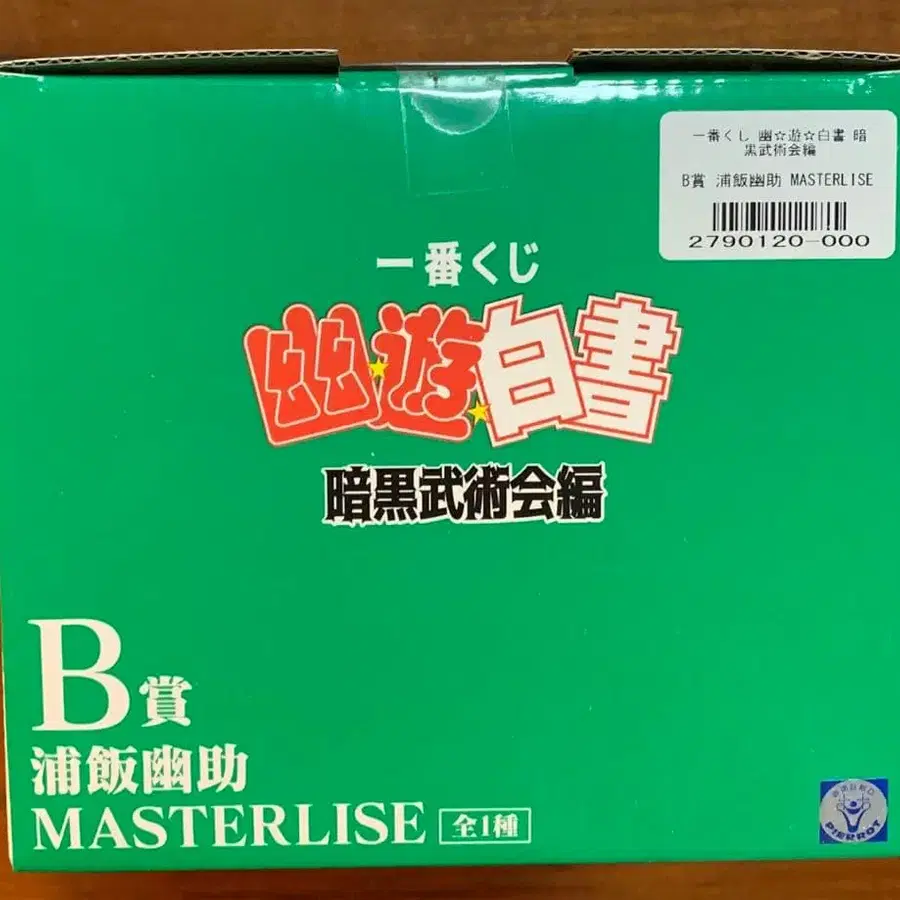 一番くじ 幽☆遊☆白書 暗
黒武術会編
B賞 浦飯幽助 MASTERLISE
2790120-000
一番くじ
幽★遊★白書
暗黒武術会編
B賞
浦飯幽助
MASTERLISE 全1種
PIERROT